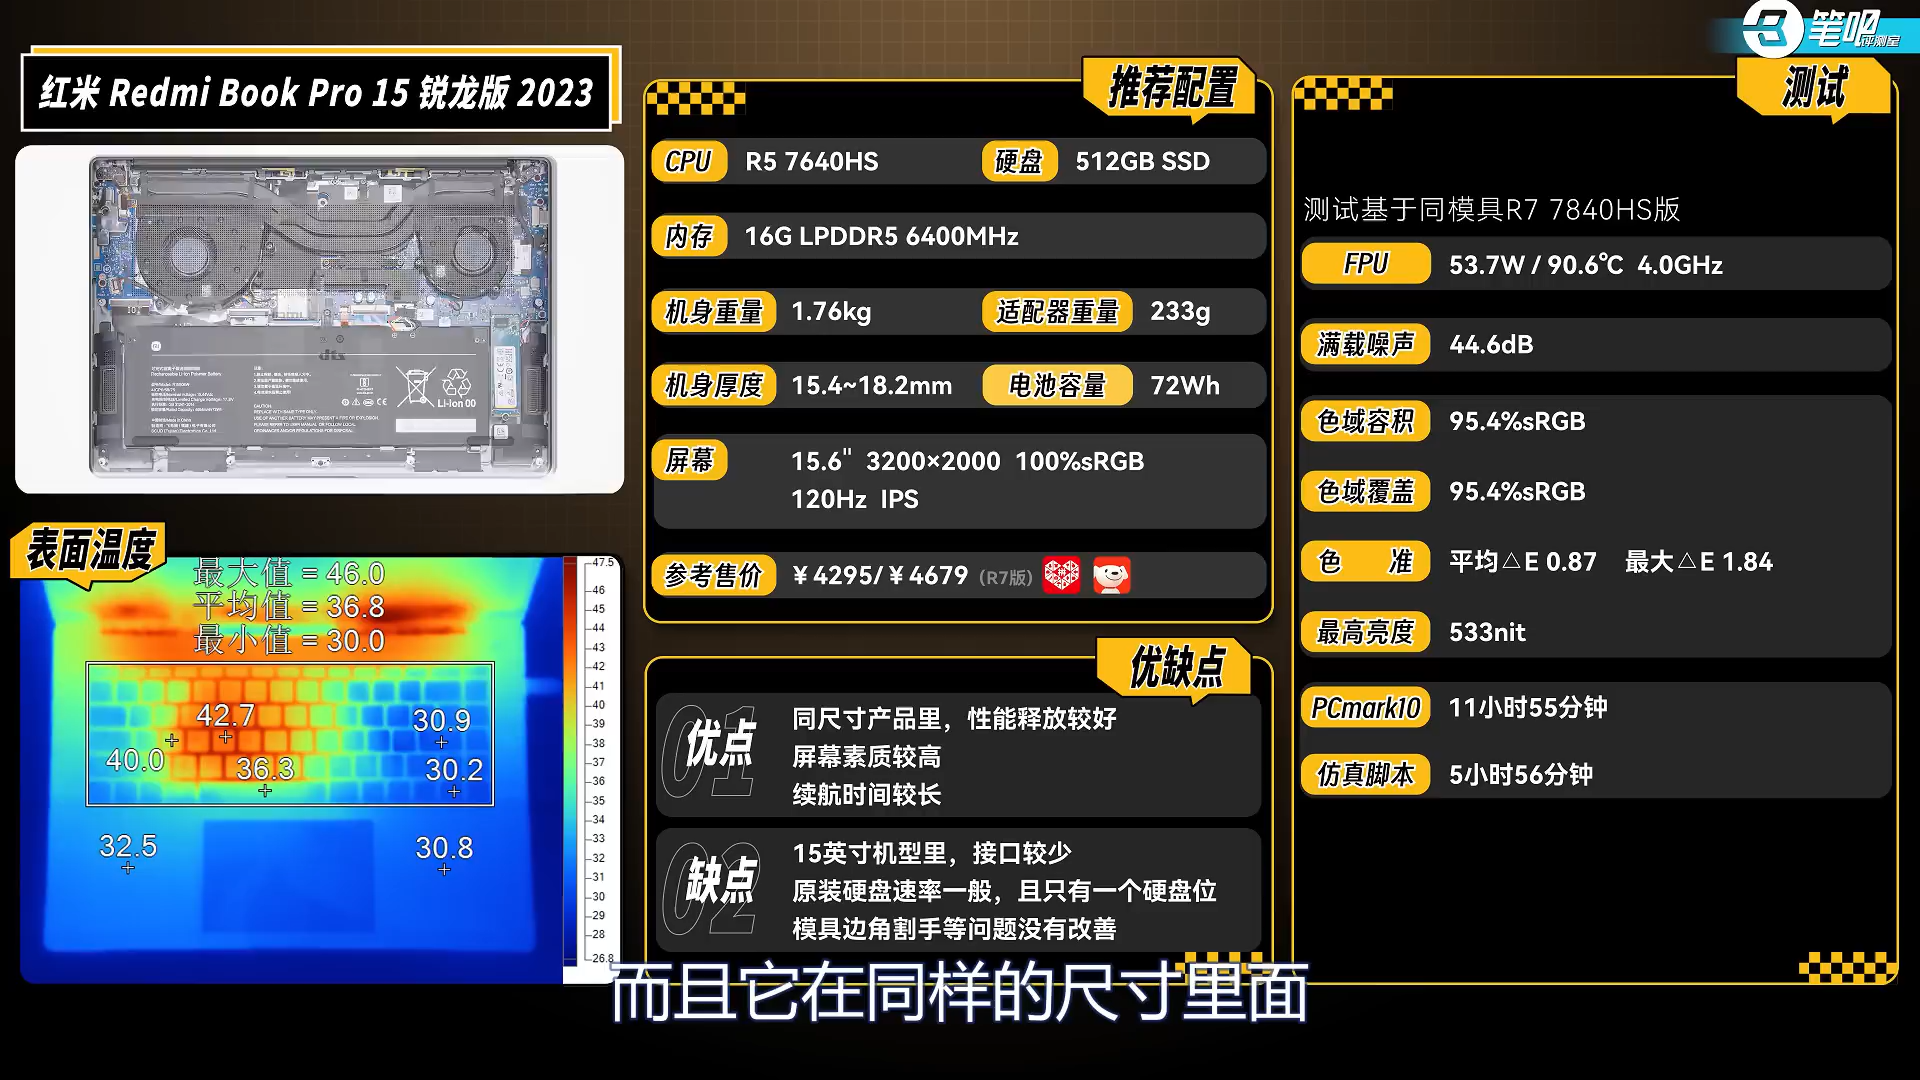 笔吧评测室
红米 Redmi Book Pro 15 锐龙版 2023
推荐配置
CPU R5 7640HS 硬盘 512GB SSD
内存 16G LPDDR5 6400MHz
机身重量 1.76kg 适配器重量 233g
机身厚度 15.4~18.2mm 电池容量 72Wh
屏幕 15.6" 3200×2000 100%sRGB
120Hz IPS
参考售价 ￥4295/￥4679 (R7版)
优缺点
01 优点
同尺寸产品里，性能释放较好
屏幕素质较高
续航时间较长
02 缺点
15英寸机型里，接口较少
原装硬盘速率一般，且只有一个硬盘位
模具边角割手等问题没有改善
测试
测试基于同模具R7 7840HS版
FPU 53.7W / 90.6℃ 4.0GHz
满载噪声 44.6dB
色域容积 95.4%sRGB
色域覆盖 95.4%sRGB
色准 平均△E 0.87 最大△E 1.84
最高亮度 533nit
PCmark10 11小时55分钟
仿真脚本 5小时56分钟
表面温度
最大值 = 46.0
平均值 = 36.8
最小值 = 30.0
42.7
30.9
40.0
36.3
30.2
32.5
30.8
47.5
46
45
44
43
42
41
40
39
38
37
36
35
34
33
32
31
30
29
28
26.8
Li-ion 00
而且它在同样的尺寸里面